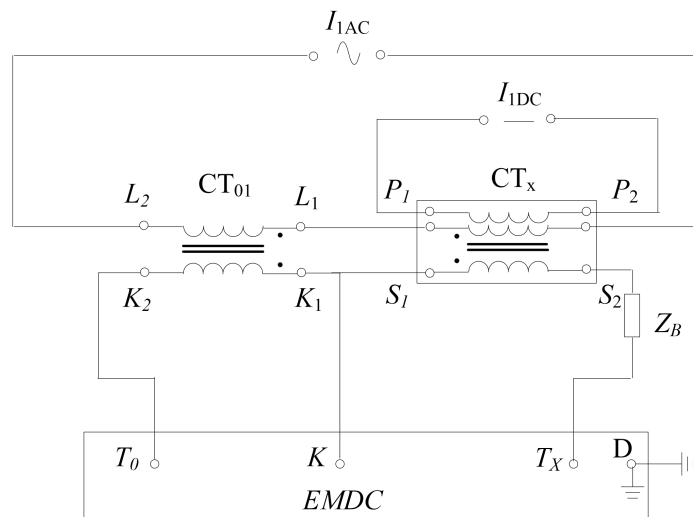 I1AC
I1DC
L2 CT01 L1 P1 CTx P2
K2 K1 S1 S2
ZB
T0 K TX D
EMDC